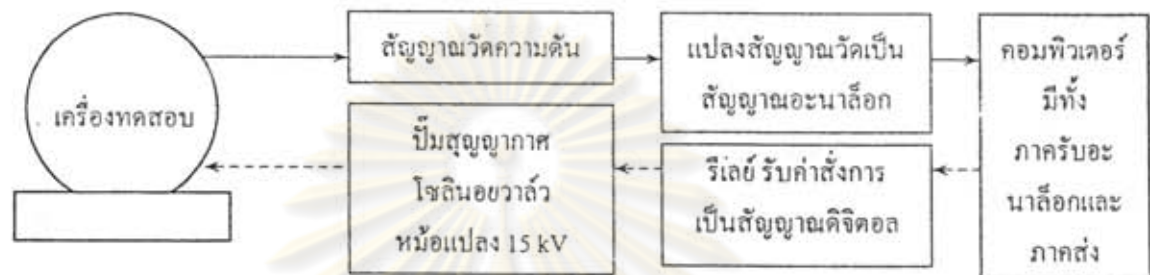 เครื่องทดสอบ
สัญญาณวัดความดัน
แปลงสัญญาณวัดเป็น
สัญญาณอะนาล็อก
คอมพิวเตอร์
มีทั้ง
ภาครับอะ
นาล็อกและ
ภาคส่ง
ปั๊มสุญญากาศ
โซลินอยวาล์ว
หม้อแปลง 15 kV
รีเลย์ รับคำสั่งการ
เป็นสัญญาณดิจิตอล